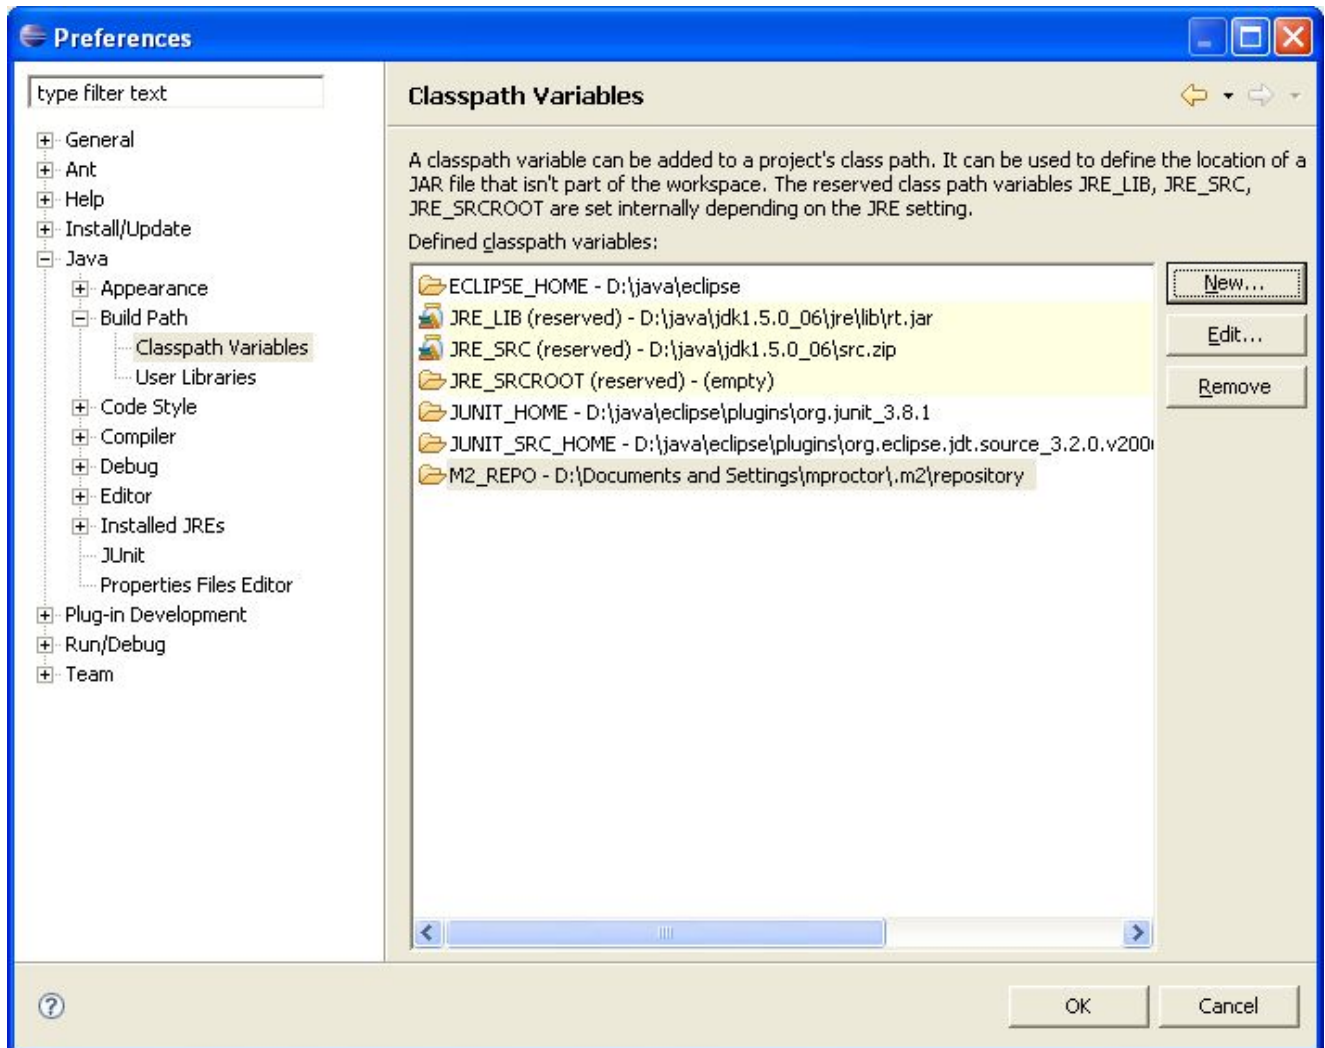 Preferences
type filter text
General
Ant
Help
Install/Update
Java
Appearance
Build Path
Classpath Variables
User Libraries
Code Style
Compiler
Debug
Editor
Installed JREs
JUnit
Properties Files Editor
Plug-in Development
Run/Debug
Team
Classpath Variables
A classpath variable can be added to a project's class path. It can be used to define the location of a
JAR file that isn't part of the workspace. The reserved class path variables JRE_LIB, JRE_SRC,
JRE_SRCROOT are set internally depending on the JRE setting.
Defined classpath variables:
ECLIPSE_HOME - D:\java\eclipse
JRE_LIB (reserved) - D:\java\jdk1.5.0_06\jre\lib\rt.jar
JRE_SRC (reserved) - D:\java\jdk1.5.0_06\src.zip
JRE_SRCROOT (reserved) - (empty)
JUNIT_HOME - D:\java\eclipse\plugins\org.junit_3.8.1
JUNIT_SRC_HOME - D:\java\eclipse\plugins\org.eclipse.jdt.source_3.2.0.v200
M2_REPO - D:\Documents and Settings\mproctor\.m2\repository
New...
Edit...
Remove
OK
Cancel